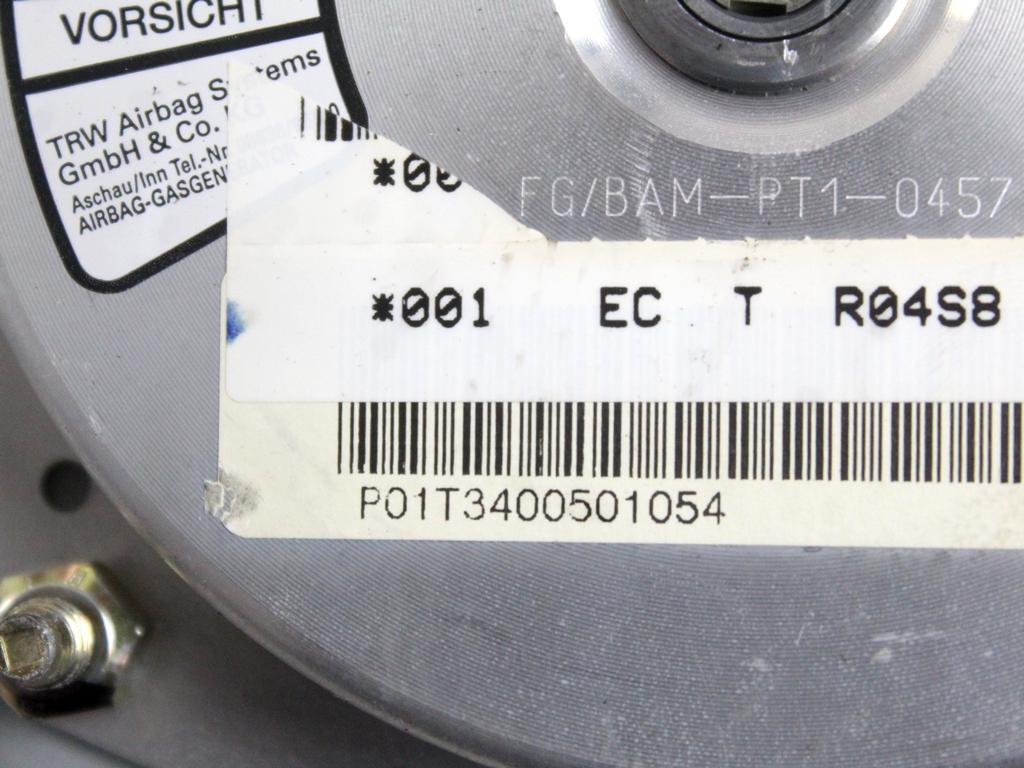 VORSICHT
TRW Airbag Systems
GmbH & Co. KG
Aschau/Inn Tel.-Nr.
AIRBAG-GASGENERATOR
*00
FG/BAM-PT1-0457
*001 EC T R04S8
P01T3400501054